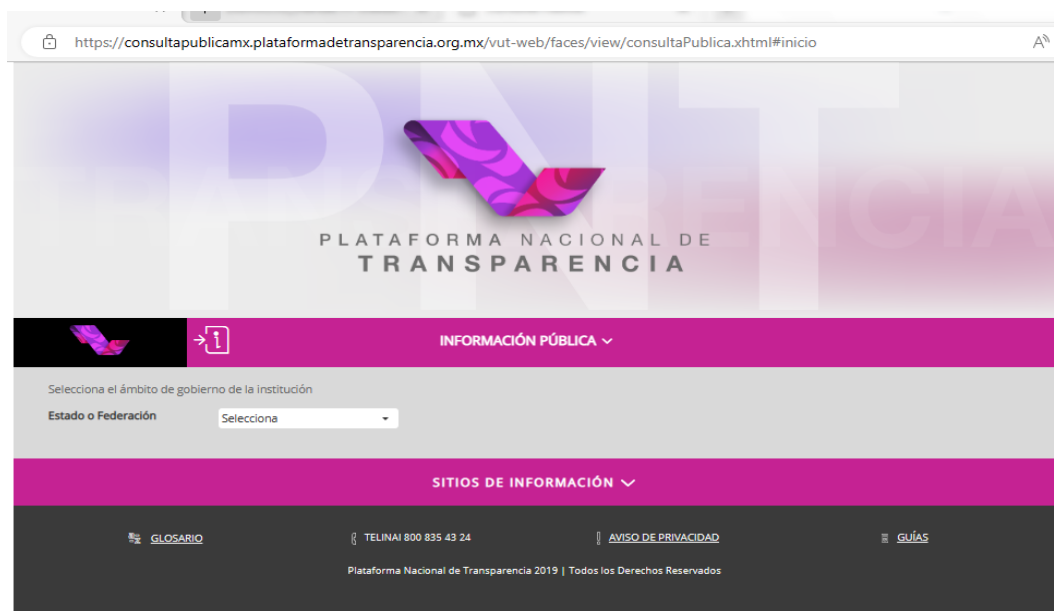 https://consultapublicamx.plataformadetransparencia.org.mx/vut-web/faces/view/consultaPublica.xhtml#inicio
PNT
PLATAFORMA NACIONAL DE
TRANSPARENCIA
INFORMACIÓN PÚBLICA
Selecciona el ámbito de gobierno de la institución
Estado o Federación Selecciona
SITIOS DE INFORMACIÓN
GLOSARIO TELINAI 800 835 43 24 AVISO DE PRIVACIDAD GUÍAS
Plataforma Nacional de Transparencia 2019 | Todos los Derechos Reservados